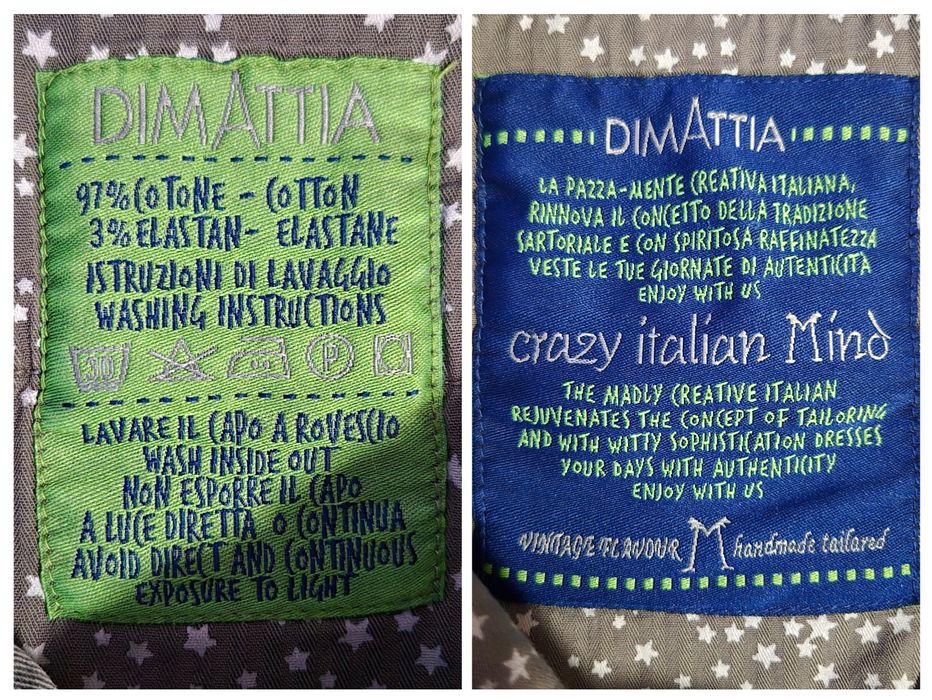 DIMATTIA
97% COTONE - COTTON
3% ELASTAN - ELASTANE
ISTRUZIONI DI LAVAGGIO
WASHING INSTRUCTIONS
30 P
LAVARE IL CAPO A ROVESCIO
WASH INSIDE OUT
NON ESPORRE IL CAPO
A LUCE DIRETTA O CONTINUA
AVOID DIRECT AND CONTINUOUS
EXPOSURE TO LIGHT
DIMATTIA
LA PAZZA-MENTE CREATIVA ITALIANA,
RINNOVA IL CONCETTO DELLA TRADIZIONE
SARTORIALE E CON SPIRITOSA RAFFINATEZZA
VESTE LE TUE GIORNATE DI AUTENTICITÀ
ENJOY WITH US
crazy italian Mind
THE MADLY CREATIVE ITALIAN
REJUVENATES THE CONCEPT OF TAILORING
AND WITH WITTY SOPHISTICATION DRESSES
YOUR DAYS WITH AUTHENTICITY
ENJOY WITH US
VINTAGE FLAVOUR M handmade tailared